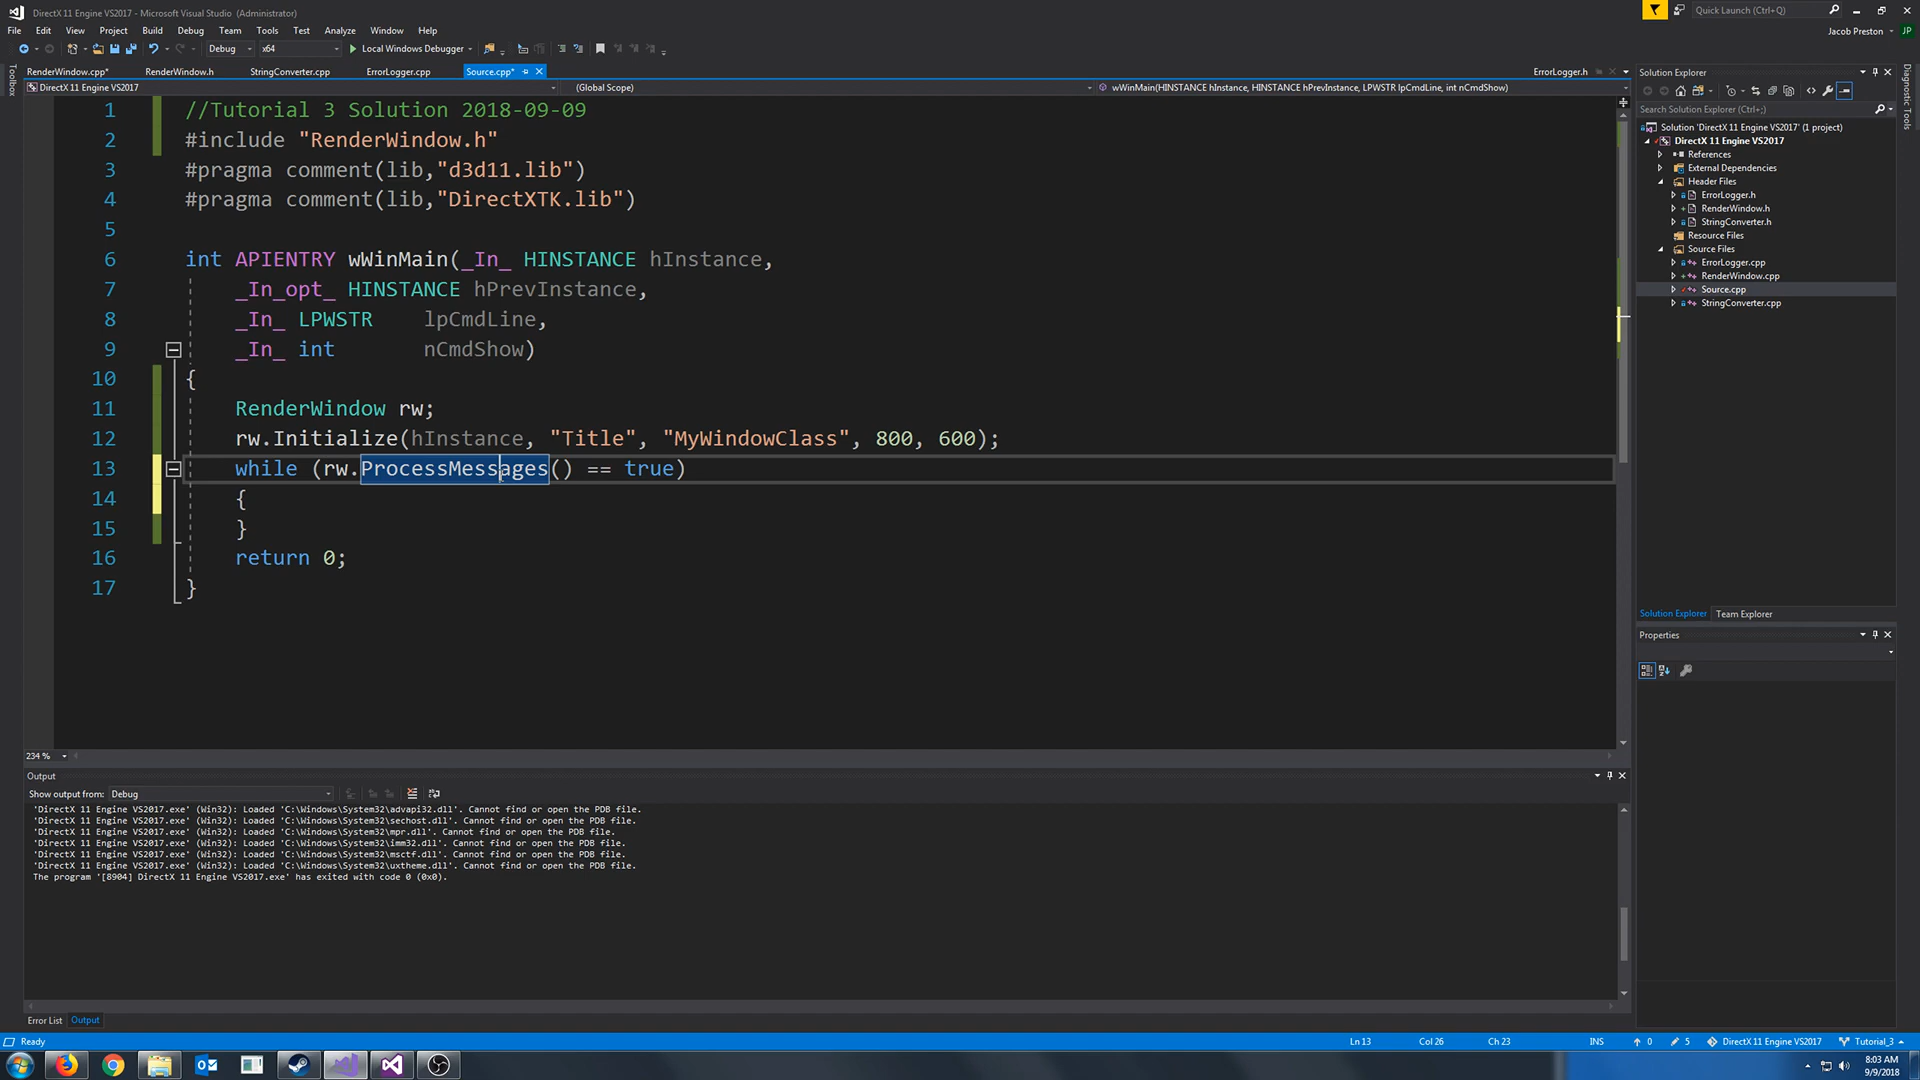 DirectX 11 Engine VS2017 - Microsoft Visual Studio (Administrator)
Quick Launch (Ctrl+Q)
File Edit View Project Build Debug Team Tools Test Analyze Window Help
Jacob Preston JP
Debug x64 Local Windows Debugger
RenderWindow.cpp* RenderWindow.h StringConverter.cpp ErrorLogger.cpp Source.cpp* ErrorLogger.h
DirectX 11 Engine VS2017 (Global Scope) wWinMain(HINSTANCE hInstance, HINSTANCE hPrevInstance, LPWSTR lpCmdLine, int nCmdShow)
Toolbox
1 //Tutorial 3 Solution 2018-09-09
2 #include "RenderWindow.h"
3 #pragma comment(lib,"d3d11.lib")
4 #pragma comment(lib,"DirectXTK.lib")
5
6 int APIENTRY wWinMain(_In_ HINSTANCE hInstance,
7 _In_opt_ HINSTANCE hPrevInstance,
8 _In_ LPWSTR lpCmdLine,
9 _In_ int nCmdShow)
10 {
11 RenderWindow rw;
12 rw.Initialize(hInstance, "Title", "MyWindowClass", 800, 600);
13 while (rw.ProcessMessages() == true)
14 {
15 }
16 return 0;
17 }
234 %
Solution Explorer
Search Solution Explorer (Ctrl+;)
Solution 'DirectX 11 Engine VS2017' (1 project)
DirectX 11 Engine VS2017
References
External Dependencies
Header Files
ErrorLogger.h
RenderWindow.h
StringConverter.h
Resource Files
Source Files
ErrorLogger.cpp
RenderWindow.cpp
Source.cpp
StringConverter.cpp
Solution Explorer Team Explorer
Properties
Diagnostic Tools
Output
Show output from: Debug
'DirectX 11 Engine VS2017.exe' (Win32): Loaded 'C:\Windows\System32\advapi32.dll'. Cannot find or open the PDB file.
'DirectX 11 Engine VS2017.exe' (Win32): Loaded 'C:\Windows\System32\sechost.dll'. Cannot find or open the PDB file.
'DirectX 11 Engine VS2017.exe' (Win32): Loaded 'C:\Windows\System32\mpr.dll'. Cannot find or open the PDB file.
'DirectX 11 Engine VS2017.exe' (Win32): Loaded 'C:\Windows\System32\imm32.dll'. Cannot find or open the PDB file.
'DirectX 11 Engine VS2017.exe' (Win32): Loaded 'C:\Windows\System32\msctf.dll'. Cannot find or open the PDB file.
'DirectX 11 Engine VS2017.exe' (Win32): Loaded 'C:\Windows\System32\uxtheme.dll'. Cannot find or open the PDB file.
The program '[8904] DirectX 11 Engine VS2017.exe' has exited with code 0 (0x0).
Error List Output
Ready Ln 13 Col 26 Ch 23 INS 0 5 DirectX 11 Engine VS2017 Tutorial_3
8:03 AM
9/9/2018